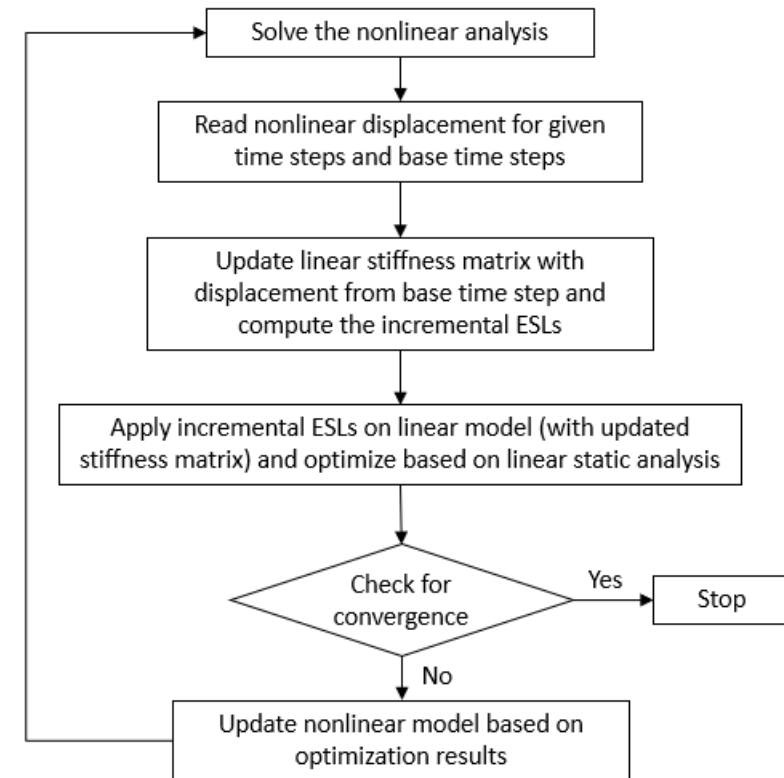 Solve the nonlinear analysis
Read nonlinear displacement for given
time steps and base time steps
Update linear stiffness matrix with
displacement from base time step and
compute the incremental ESLs
Apply incremental ESLs on linear model (with updated
stiffness matrix) and optimize based on linear static analysis
Check for
convergence
Yes
Stop
No
Update nonlinear model based on
optimization results